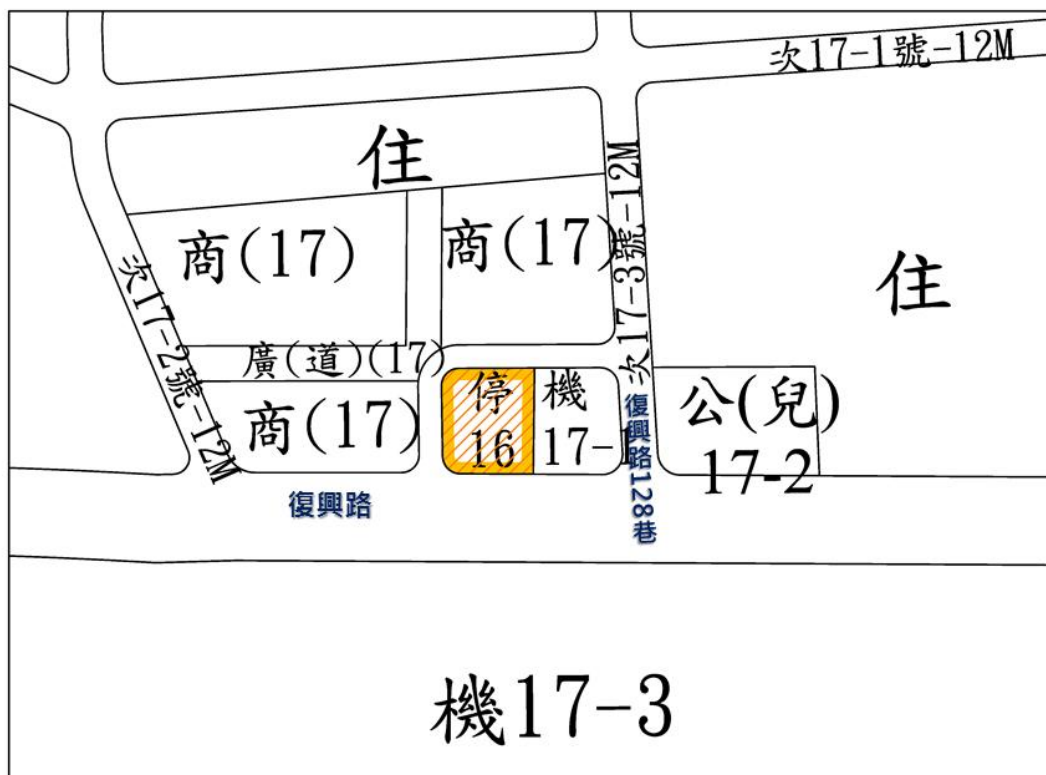 次17-1號-12M
住
商(17)
商(17)
次17-3號-12M
住
次17-2號-12M
廣(道)(17)
商(17)
停
16
機
17-1
公(兒)
17-2
復興路128巷
復興路
機17-3